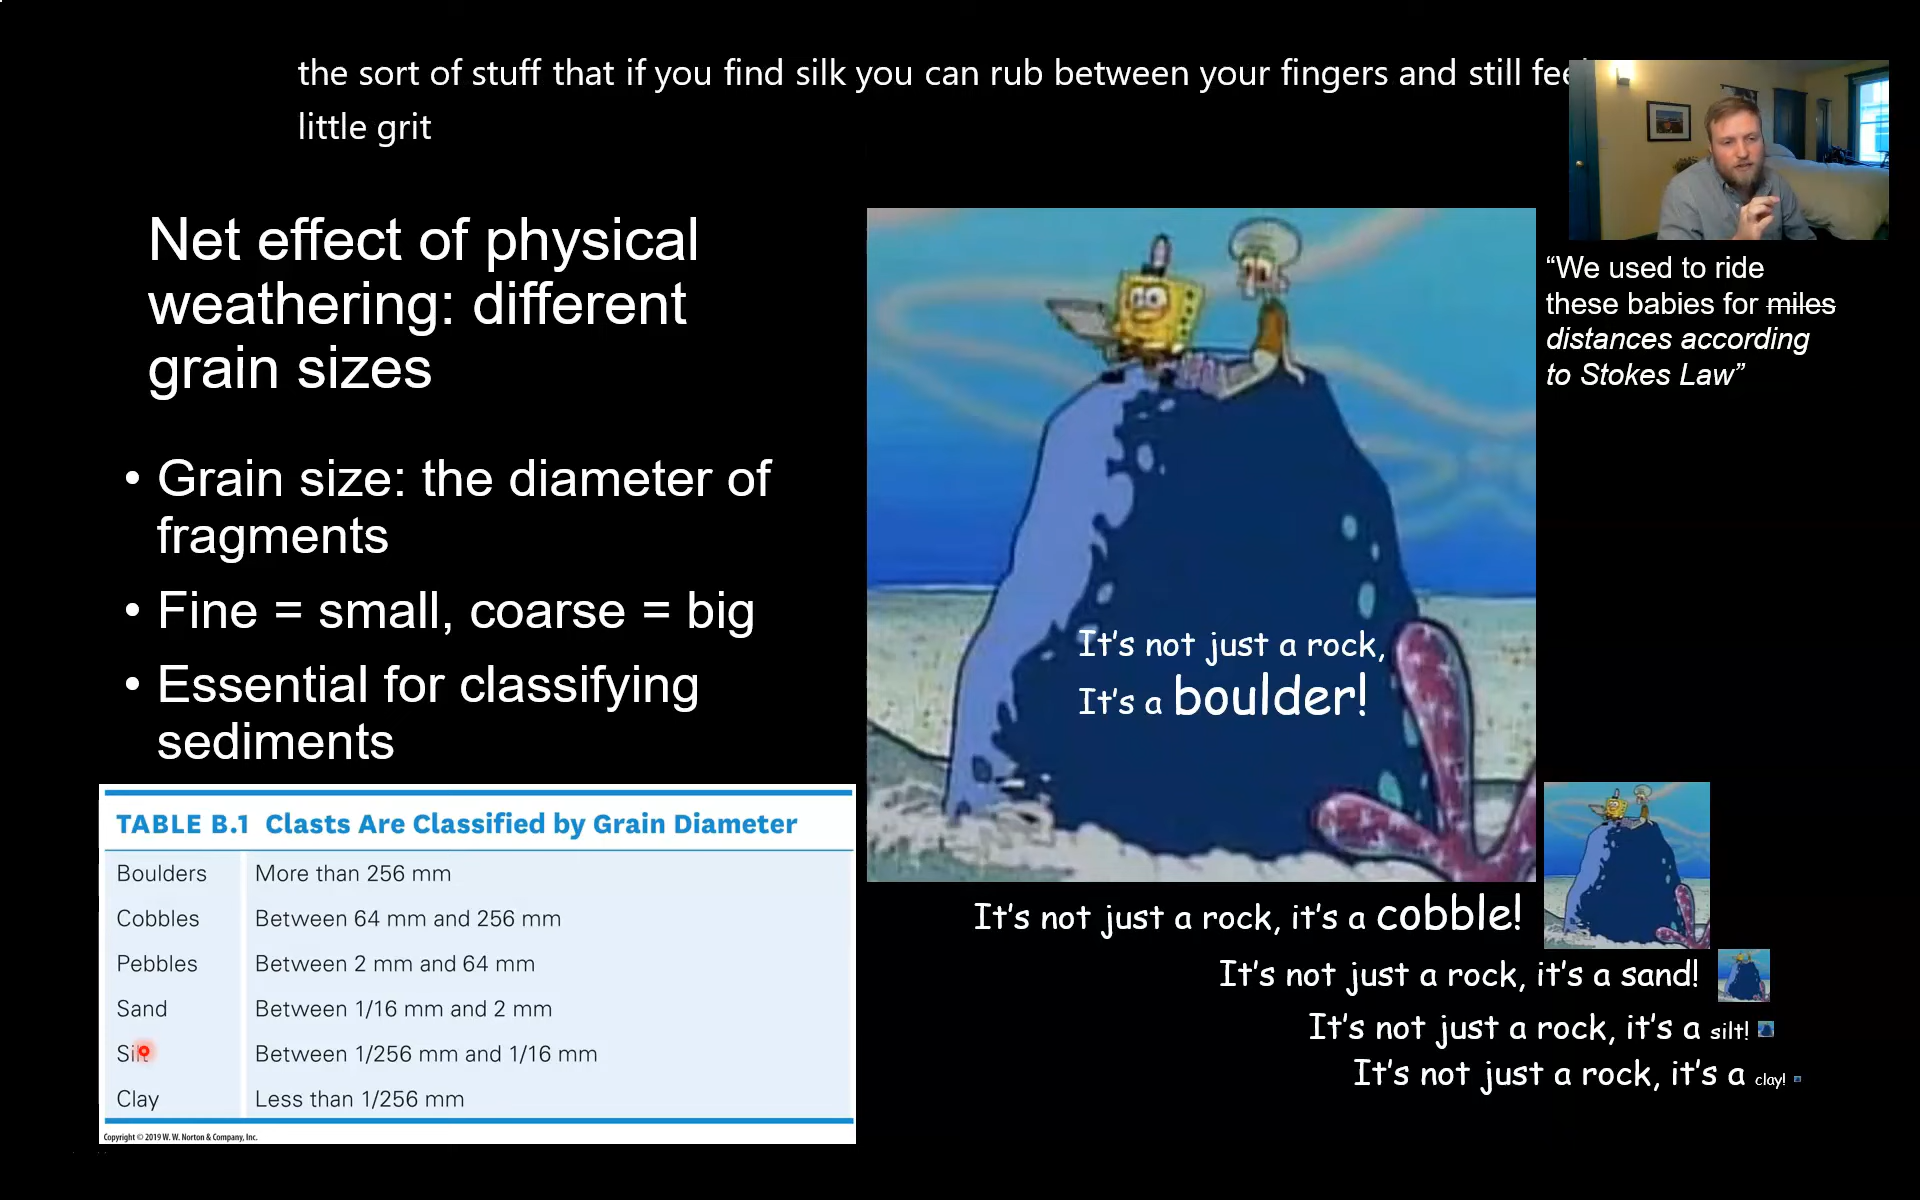 the sort of stuff that if you find silk you can rub between your fingers and still fee
little grit
Net effect of physical
weathering: different
grain sizes
• Grain size: the diameter of
fragments
• Fine = small, coarse = big
• Essential for classifying
sediments
TABLE B.1 Clasts Are Classified by Grain Diameter
Boulders More than 256 mm
Cobbles Between 64 mm and 256 mm
Pebbles Between 2 mm and 64 mm
Sand Between 1/16 mm and 2 mm
Silt Between 1/256 mm and 1/16 mm
Clay Less than 1/256 mm
Copyright © 2019 W. W. Norton & Company, Inc.
“We used to ride
these babies for miles
distances according
to Stokes Law”
It's not just a rock,
It's a boulder!
It's not just a rock, it's a cobble!
It's not just a rock, it's a sand!
It's not just a rock, it's a silt!
It's not just a rock, it's a clay!